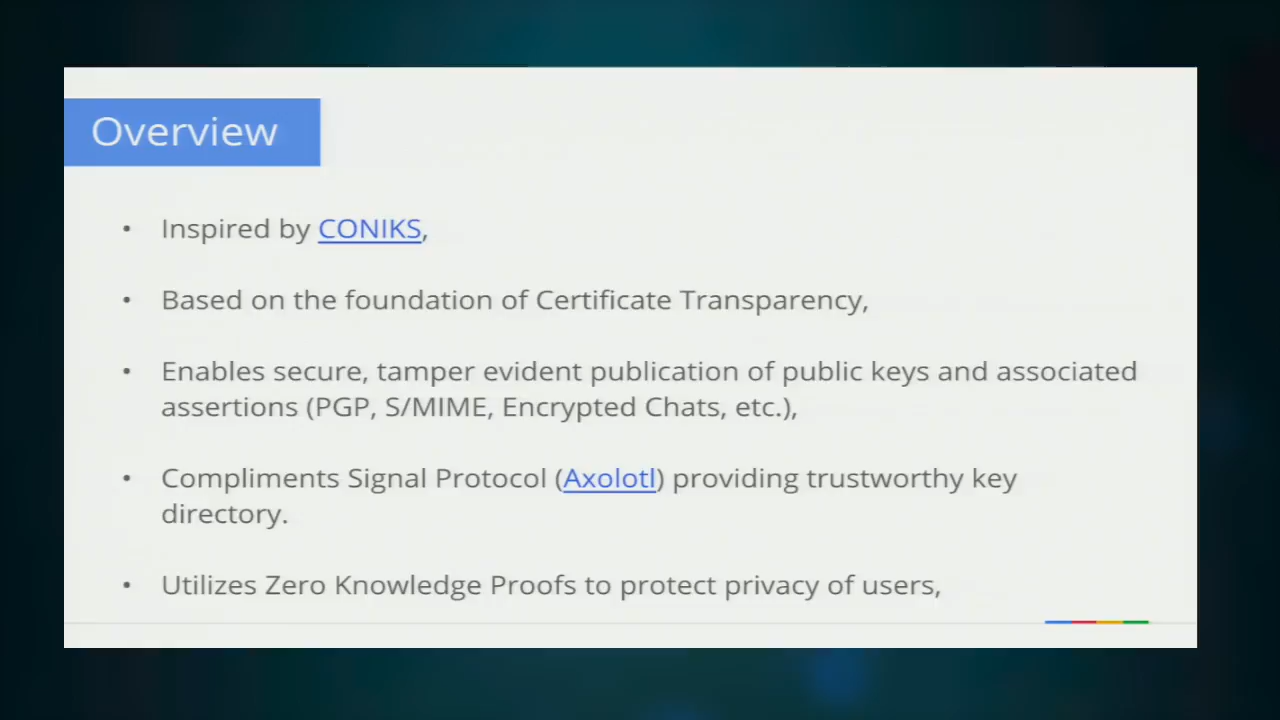 Overview
• Inspired by CONIKS,
• Based on the foundation of Certificate Transparency,
• Enables secure, tamper evident publication of public keys and associated
assertions (PGP, S/MIME, Encrypted Chats, etc.),
• Compliments Signal Protocol (Axolotl) providing trustworthy key
directory.
• Utilizes Zero Knowledge Proofs to protect privacy of users,